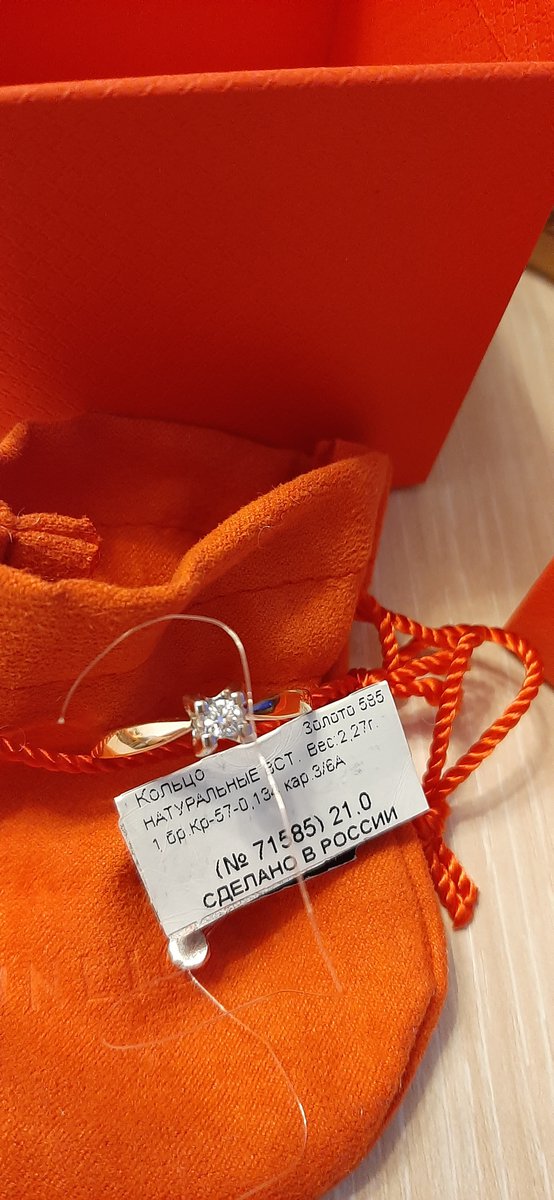 Кольцо Золото 585
НАТУРАЛЬНЫЕ ВСТ. Вес:2,27г.
1 бр Кр-57-0,134 кар.3/6А
(№ 71585) 21.0
СДЕЛАНО В РОССИИ